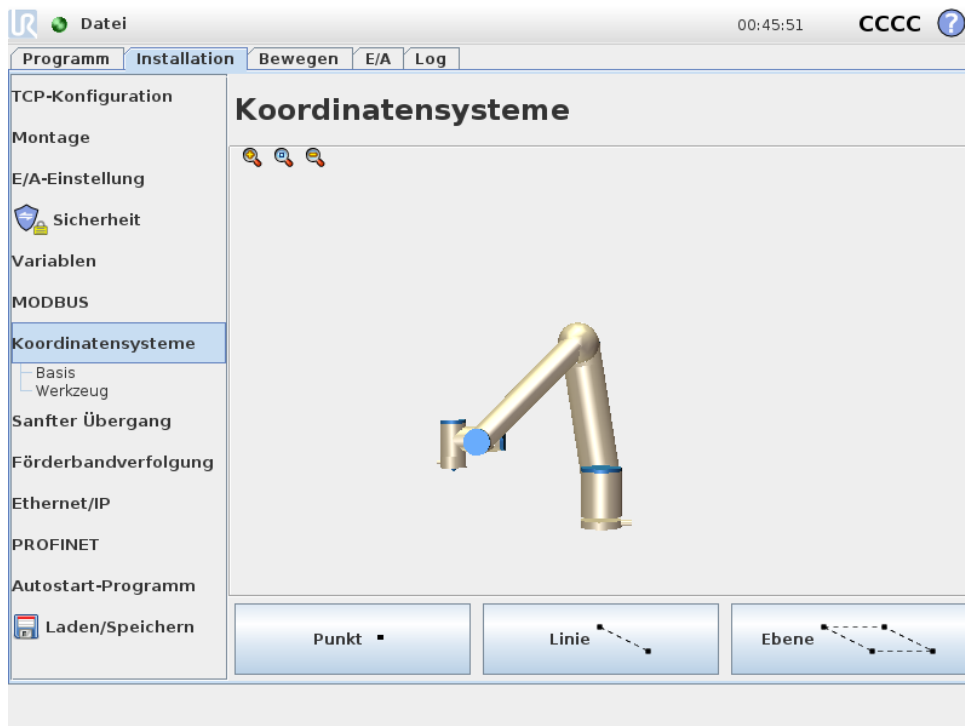 UR Datei 00:45:51 CCCC ?
Programm Installation Bewegen E/A Log
TCP-Konfiguration
Montage
E/A-Einstellung
Sicherheit
Variablen
MODBUS
Koordinatensysteme
Basis
Werkzeug
Sanfter Übergang
Förderbandverfolgung
Ethernet/IP
PROFINET
Autostart-Programm
Laden/Speichern
Koordinatensysteme
Punkt
Linie
Ebene